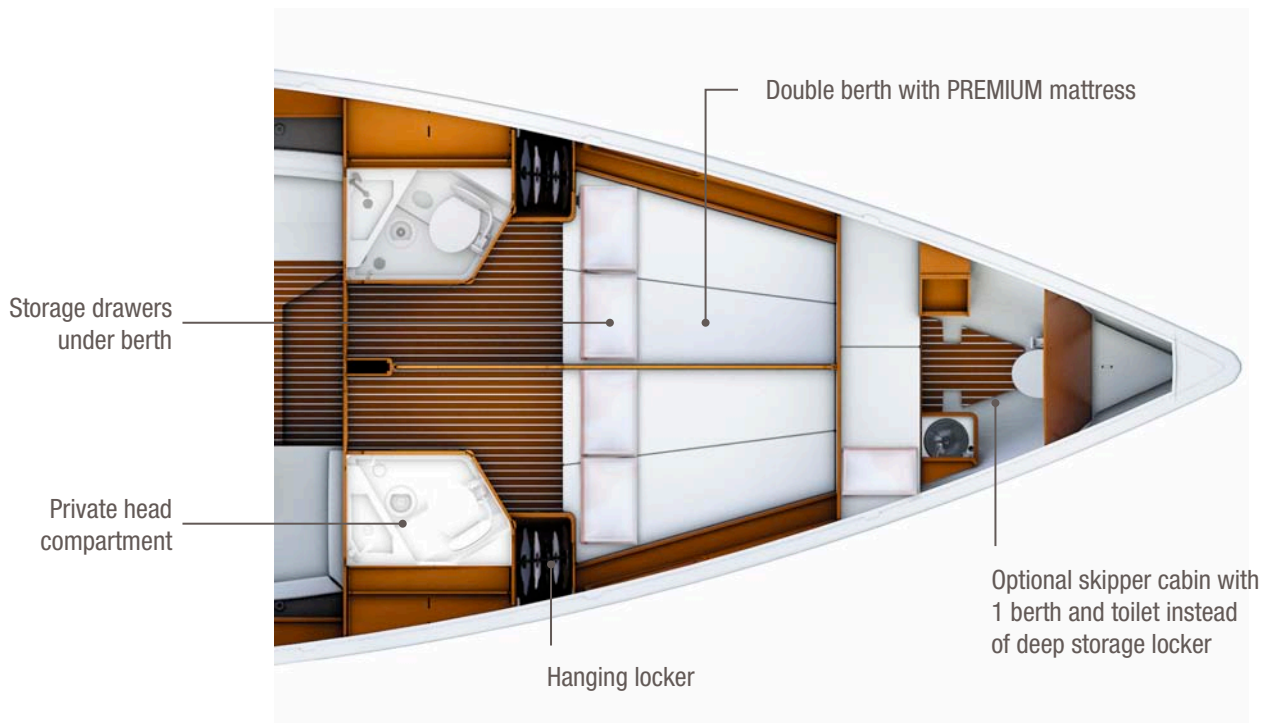 Double berth with PREMIUM mattress
Storage drawers
under berth
Private head
compartment
Optional skipper cabin with
1 berth and toilet instead
of deep storage locker
Hanging locker